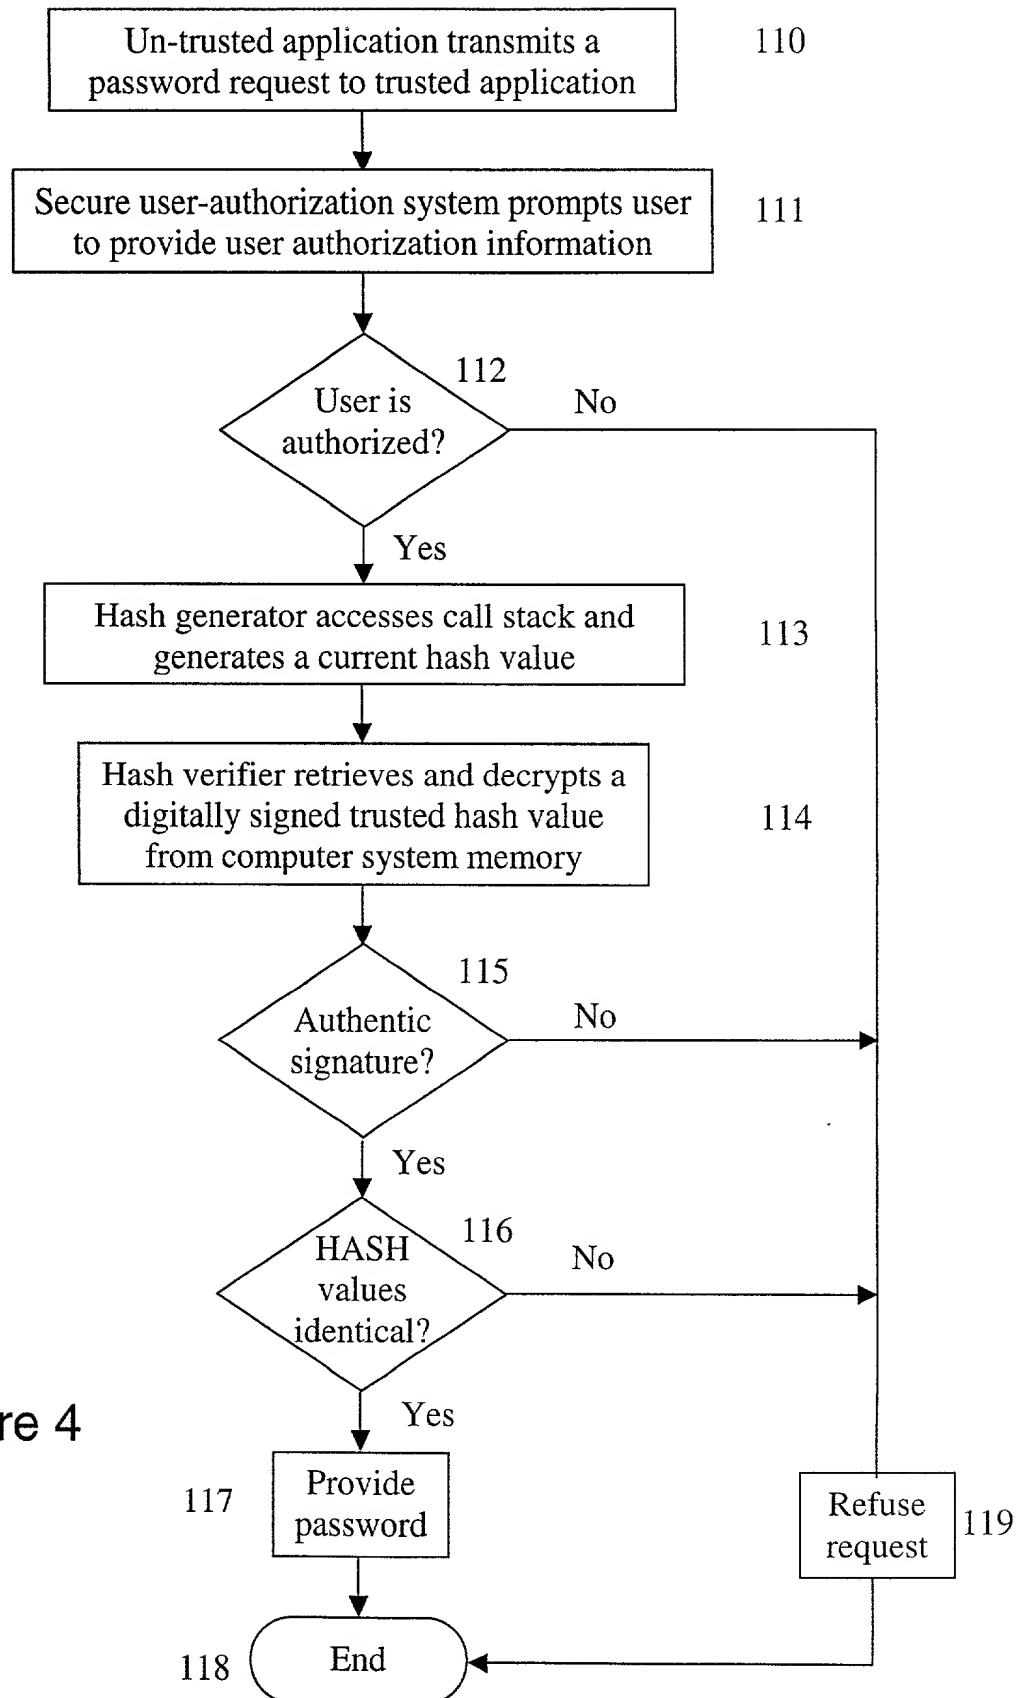 Un-trusted application transmits a
password request to trusted application
110
Secure user-authorization system prompts user
to provide user authorization information
111
112
User is
authorized?
No
Yes
Hash generator accesses call stack and
generates a current hash value
113
Hash verifier retrieves and decrypts a
digitally signed trusted hash value
from computer system memory
114
115
Authentic
signature?
No
Yes
116
HASH
values
identical?
No
Yes
re 4
117
Provide
password
Refuse
request
119
118
End